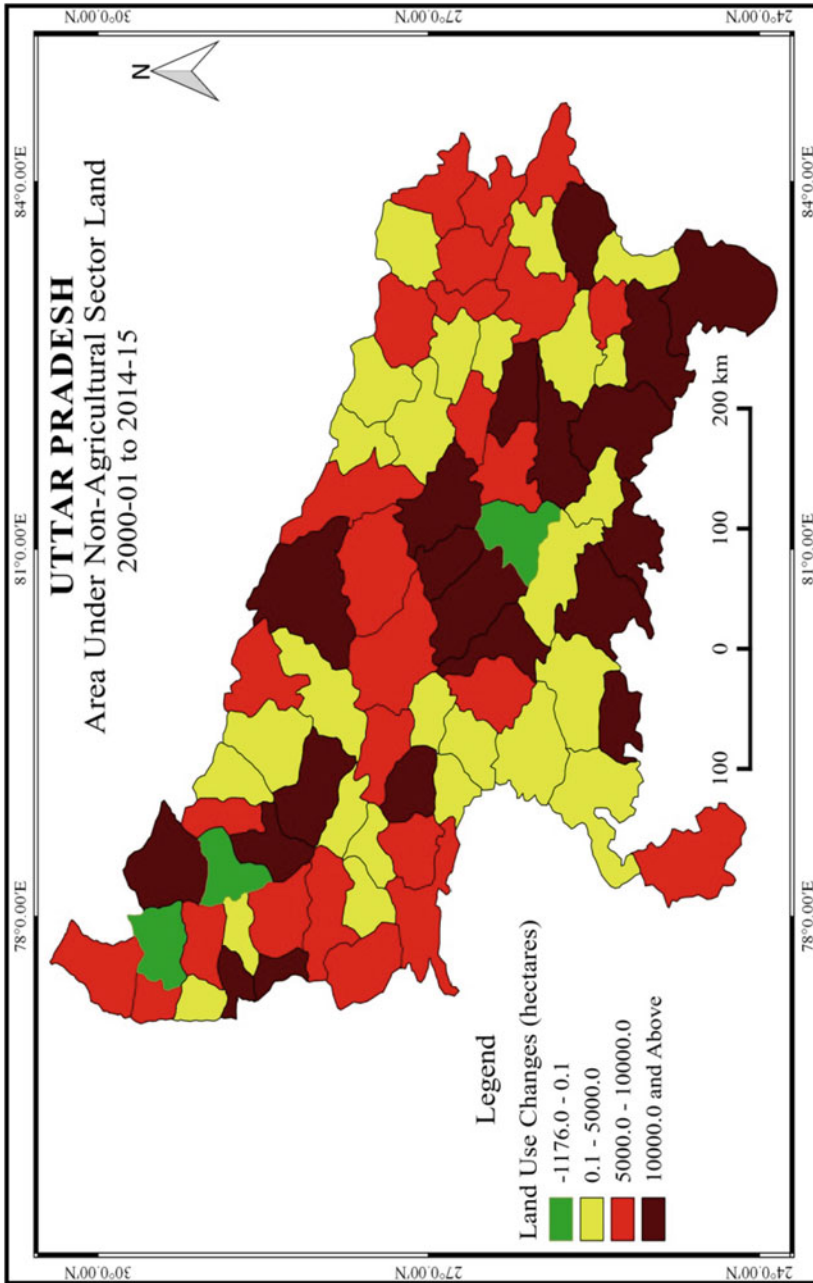 UTTAR PRADESH
Area Under Non-Agricultural Sector Land
2000-01 to 2014-15
78°0.00'E
81°0.00'E
84°0.00'E
30°0.00'N
30°0.00'N
N
27°0.00'N
27°0.00'N
24°0.00'N
24°0.00'N
Legend
Land Use Changes (hectares)
-1176.0 - 0.1
0.1 - 5000.0
5000.0 - 10000.0
10000.0 and Above
100 0 100 200 km
78°0.00'E
81°0.00'E
84°0.00'E